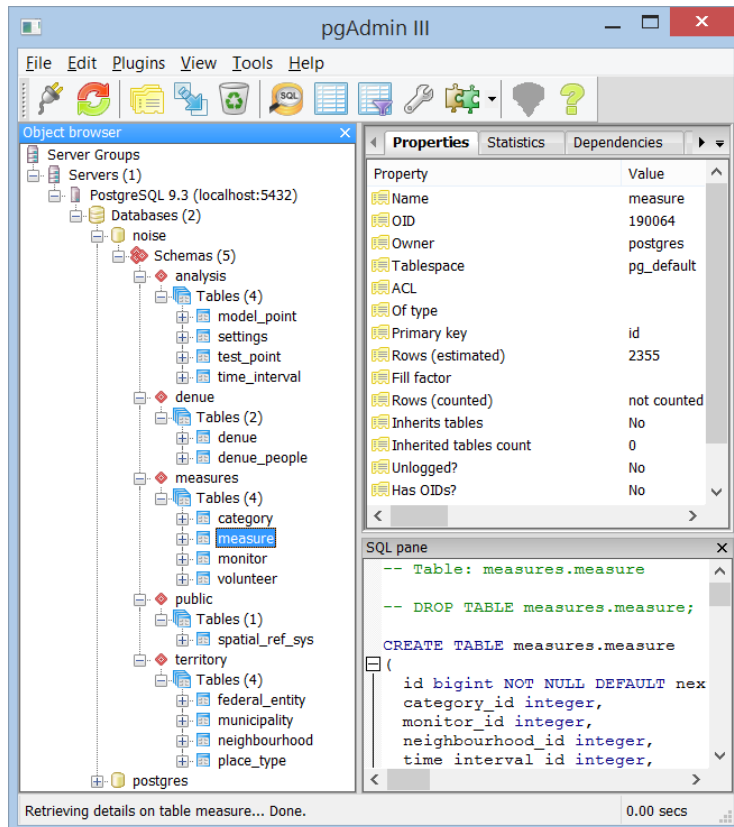 pgAdmin III
File Edit Plugins View Tools Help
SQL
Object browser
Server Groups
Servers (1)
PostgreSQL 9.3 (localhost:5432)
Databases (2)
noise
Schemas (5)
analysis
Tables (4)
model_point
settings
test_point
time_interval
denue
Tables (2)
denue
denue_people
measures
Tables (4)
category
measure
monitor
volunteer
public
Tables (1)
spatial_ref_sys
territory
Tables (4)
federal_entity
municipality
neighbourhood
place_type
postgres
Properties Statistics Dependencies
Property Value
Name measure
OID 190064
Owner postgres
Tablespace pg_default
ACL
Of type
Primary key id
Rows (estimated) 2355
Fill factor
Rows (counted) not counted
Inherits tables No
Inherited tables count 0
Unlogged? No
Has OIDs? No
SQL pane
-- Table: measures.measure
-- DROP TABLE measures.measure;
CREATE TABLE measures.measure
(
id bigint NOT NULL DEFAULT nex
category_id integer,
monitor_id integer,
neighbourhood_id integer,
time_interval_id integer,
Retrieving details on table measure... Done. 0.00 secs